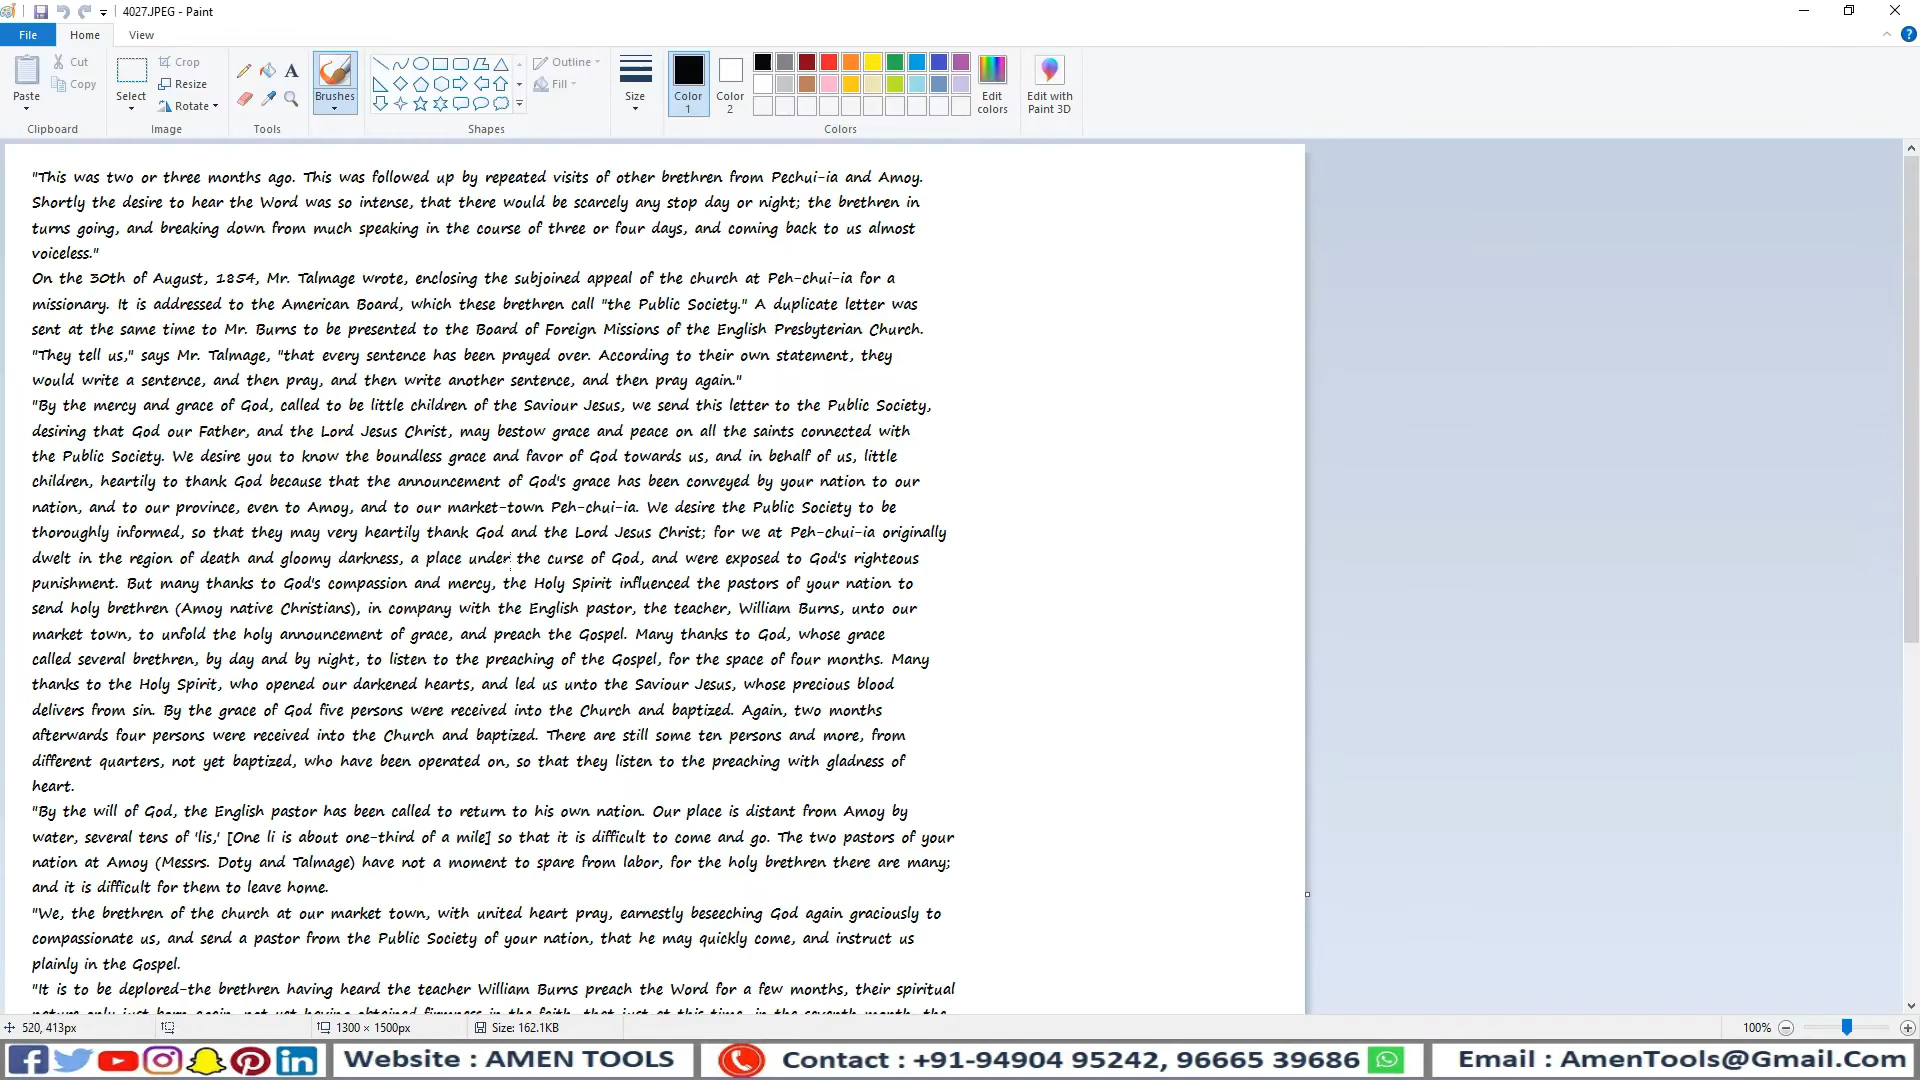 4027.JPEG - Paint
File Home View
Paste Cut Copy Clipboard
Select Crop Resize Rotate Image
Tools
Brushes
Outline Fill Shapes
Size
Color 1 Color 2 Edit colors Colors
Edit with Paint 3D
"This was two or three months ago. This was followed up by repeated visits of other brethren from Pechui-ia and Amoy.
Shortly the desire to hear the Word was so intense, that there would be scarcely any stop day or night; the brethren in
turns going, and breaking down from much speaking in the course of three or four days, and coming back to us almost
voiceless."
On the 30th of August, 1854, Mr. Talmage wrote, enclosing the subjoined appeal of the church at Peh-chui-ia for a
missionary. It is addressed to the American Board, which these brethren call "the Public Society." A duplicate letter was
sent at the same time to Mr. Burns to be presented to the Board of Foreign Missions of the English Presbyterian Church.
"They tell us," says Mr. Talmage, "that every sentence has been prayed over. According to their own statement, they
would write a sentence, and then pray, and then write another sentence, and then pray again."
"By the mercy and grace of God, called to be little children of the Saviour Jesus, we send this letter to the Public Society,
desiring that God our Father, and the Lord Jesus Christ, may bestow grace and peace on all the saints connected with
the Public Society. We desire you to know the boundless grace and favor of God towards us, and in behalf of us, little
children, heartily to thank God because that the announcement of God's grace has been conveyed by your nation to our
nation, and to our province, even to Amoy, and to our market-town Peh-chui-ia. We desire the Public Society to be
thoroughly informed, so that they may very heartily thank God and the Lord Jesus Christ; for we at Peh-chui-ia originally
dwelt in the region of death and gloomy darkness, a place under the curse of God, and were exposed to God's righteous
punishment. But many thanks to God's compassion and mercy, the Holy Spirit influenced the pastors of your nation to
send holy brethren (Amoy native Christians), in company with the English pastor, the teacher, William Burns, unto our
market town, to unfold the holy announcement of grace, and preach the Gospel. Many thanks to God, whose grace
called several brethren, by day and by night, to listen to the preaching of the Gospel, for the space of four months. Many
thanks to the Holy Spirit, who opened our darkened hearts, and led us unto the Saviour Jesus, whose precious blood
delivers from sin. By the grace of God five persons were received into the Church and baptized. Again, two months
afterwards four persons were received into the Church and baptized. There are still some ten persons and more, from
different quarters, not yet baptized, who have been operated on, so that they listen to the preaching with gladness of
heart.
"By the will of God, the English pastor has been called to return to his own nation. Our place is distant from Amoy by
water, several tens of 'lis,' [One li is about one-third of a mile] so that it is difficult to come and go. The two pastors of your
nation at Amoy (Messrs. Doty and Talmage) have not a moment to spare from labor, for the holy brethren there are many;
and it is difficult for them to leave home.
"We, the brethren of the church at our market town, with united heart pray, earnestly beseeching God again graciously to
compassionate us, and send a pastor from the Public Society of your nation, that he may quickly come, and instruct us
plainly in the Gospel.
"It is to be deplored-the brethren having heard the teacher William Burns preach the Word for a few months, their spiritual
nature only just born again, not yet having obtained firmness in the faith, that just at this time, in the seventh month, the
520, 413px 1300 × 1500px Size: 162.1KB 100%
Website : AMEN TOOLS Contact : +91-94904 95242, 96665 39686 Email : AmenTools@Gmail.Com